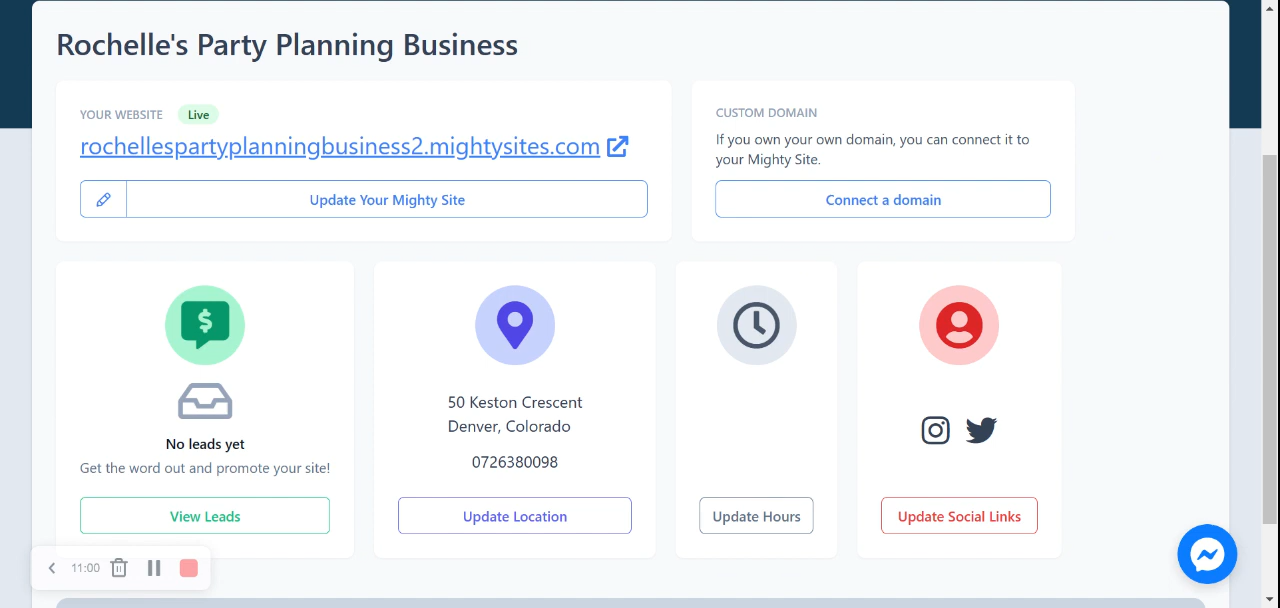 Rochelle's Party Planning Business
YOUR WEBSITE Live
rochellespartyplanningbusiness2.mightysites.com
Update Your Mighty Site
CUSTOM DOMAIN
If you own your own domain, you can connect it to
your Mighty Site.
Connect a domain
$
No leads yet
Get the word out and promote your site!
View Leads
50 Keston Crescent
Denver, Colorado
0726380098
Update Location
Update Hours
Update Social Links
11:00